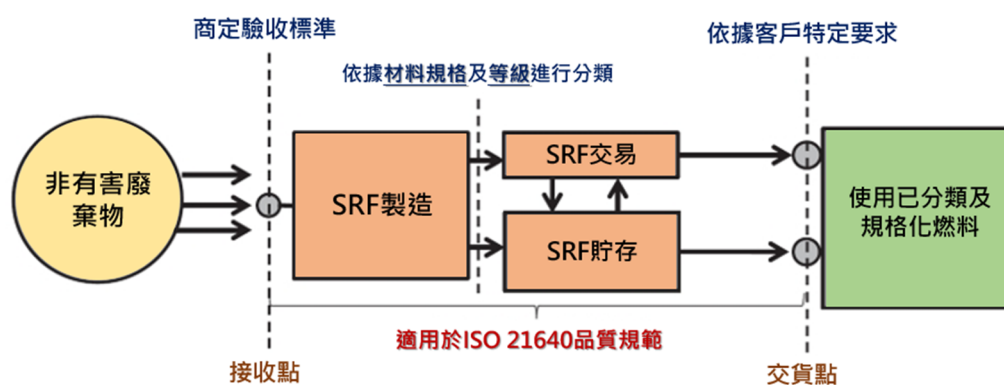 商定驗收標準
依據客戶特定要求
依據材料規格及等級進行分類
非有害廢
棄物
SRF製造
SRF交易
SRF貯存
使用已分類及
規格化燃料
適用於ISO 21640品質規範
接收點
交貨點